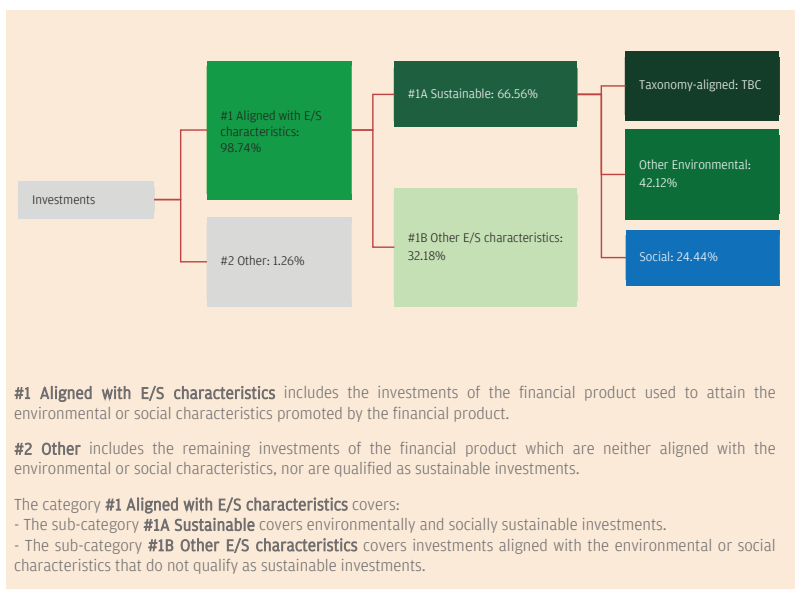 Investments
#1 Aligned with E/S
characteristics:
98.74%
#2 Other: 1.26%
#1A Sustainable: 66.56%
#1B Other E/S characteristics:
32.18%
Taxonomy-aligned: TBC
Other Environmental:
42.12%
Social: 24.44%
#1 Aligned with E/S characteristics includes the investments of the financial product used to attain the
environmental or social characteristics promoted by the financial product.
#2 Other includes the remaining investments of the financial product which are neither aligned with the
environmental or social characteristics, nor are qualified as sustainable investments.
The category #1 Aligned with E/S characteristics covers:
- The sub-category #1A Sustainable covers environmentally and socially sustainable investments.
- The sub-category #1B Other E/S characteristics covers investments aligned with the environmental or social
characteristics that do not qualify as sustainable investments.